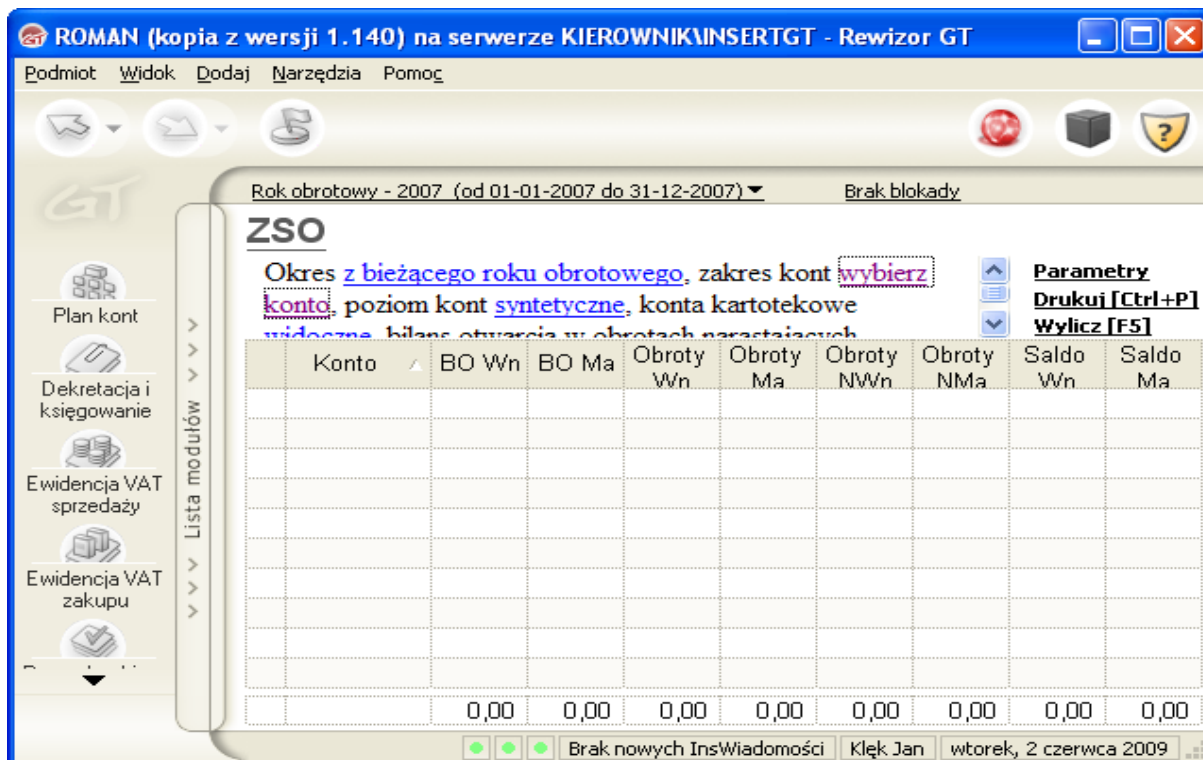 ROMAN (kopia z wersji 1.140) na serwerze KIEROWNIK\INSERTGT - Rewizor GT
Podmiot Widok Dodaj Narzędzia Pomoc
GT
Rok obrotowy - 2007 (od 01-01-2007 do 31-12-2007) Brak blokady
ZSO
Okres z bieżącego roku obrotowego, zakres kont wybierz
konto, poziom kont syntetyczne, konta kartotekowe
widoczne, bilans otwarcia w obrotach narastających
Parametry
Drukuj [Ctrl+P]
Wylicz [F5]
Plan kont
Dekretacja i
księgowanie
Ewidencja VAT
sprzedaży
Ewidencja VAT
zakupu
Lista modułów
Konto BO Wn BO Ma Obroty Wn Obroty Ma Obroty NWn Obroty NMa Saldo Wn Saldo Ma
0,00 0,00 0,00 0,00 0,00 0,00 0,00 0,00
Brak nowych InsWiadomości Klęk Jan wtorek, 2 czerwca 2009